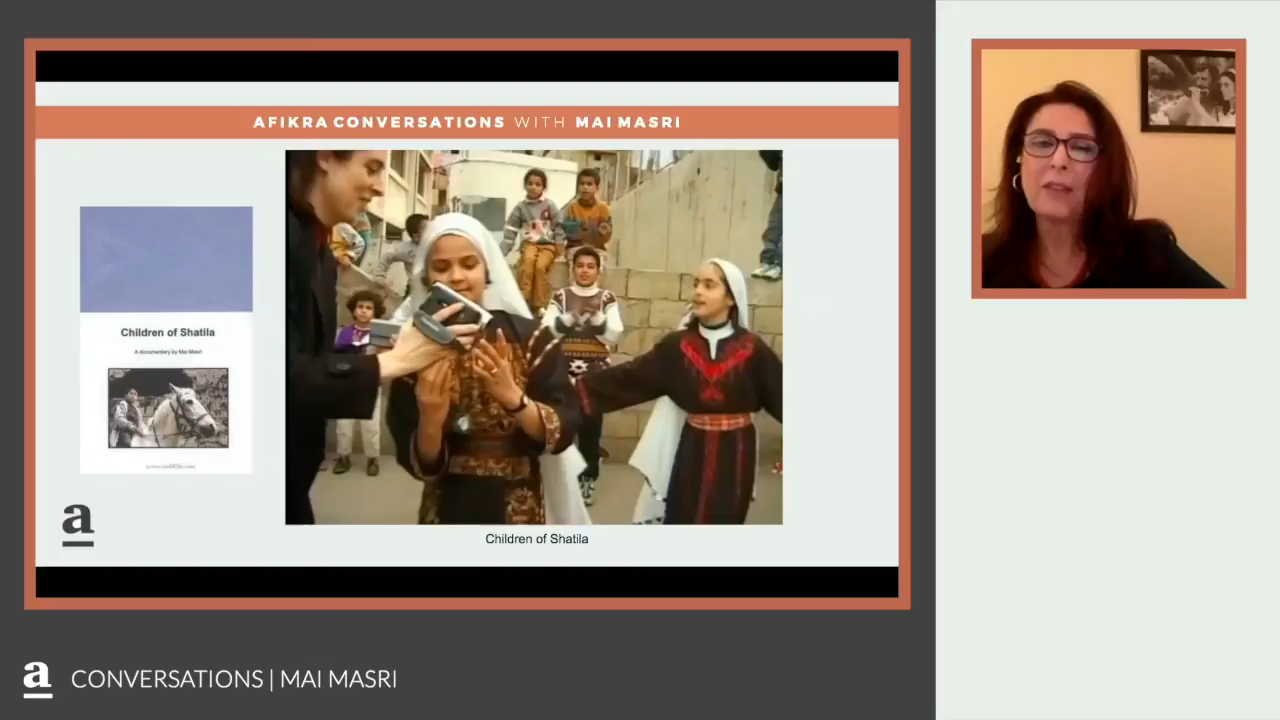 AFIKRA CONVERSATIONS WITH MAI MASRI
Children of Shatila
A documentary by Mai Masri
a
Children of Shatila
a CONVERSATIONS | MAI MASRI